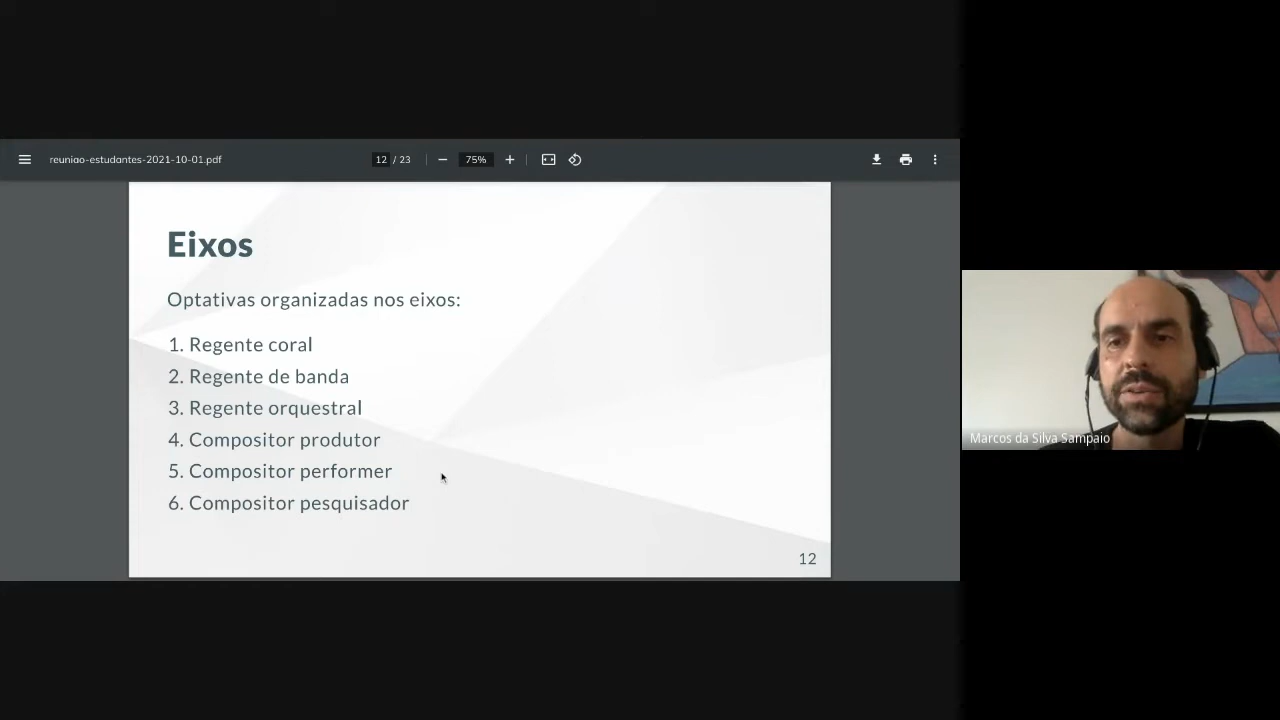 reuniao-estudantes-2021-10-01.pdf
12 / 23
75%
Eixos
Optativas organizadas nos eixos:
1. Regente coral
2. Regente de banda
3. Regente orquestral
4. Compositor produtor
5. Compositor performer
6. Compositor pesquisador
12
Marcos da Silva Sampaio